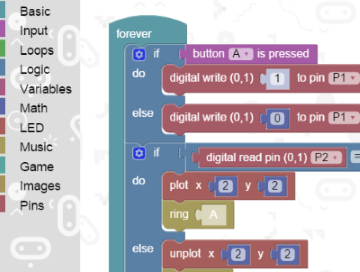 Basic
Input
Loops
Logic
Variables
Math
LED
Music
Game
Images
Pins
forever
if button A is pressed
do digital write (0,1) 1 to pin P1
else digital write (0,1) 0 to pin P1
if digital read pin (0,1) P2 =
do plot x 2 y 2
ring A
else unplot x 2 y 2